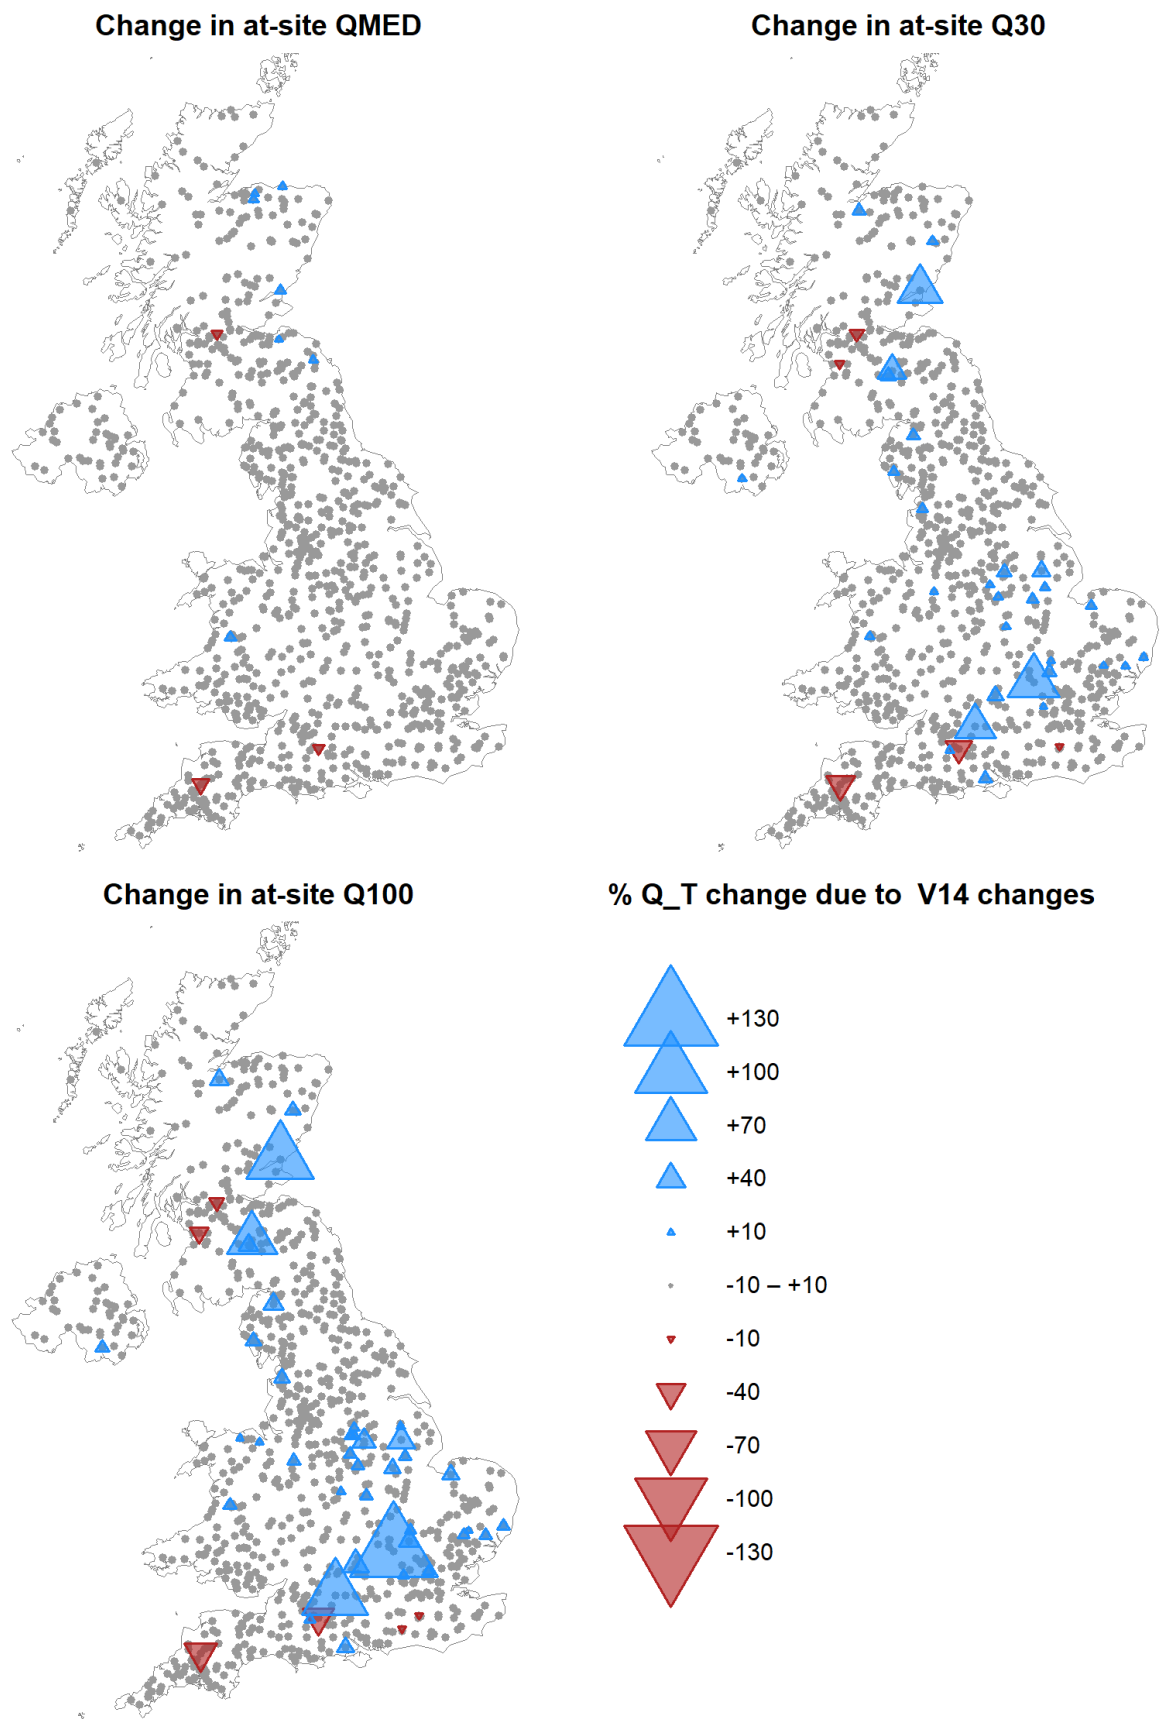 Change in at-site QMED
Change in at-site Q30
Change in at-site Q100
% Q_T change due to  V14 changes
+130
+100
+70
+40
+10
-10 – +10
-10
-40
-70
-100
-130